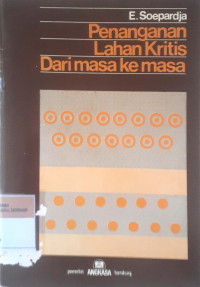 E. Soepardja
Penanganan
Lahan Kritis
Dari masa ke masa
penerbit ANGKASA bandung